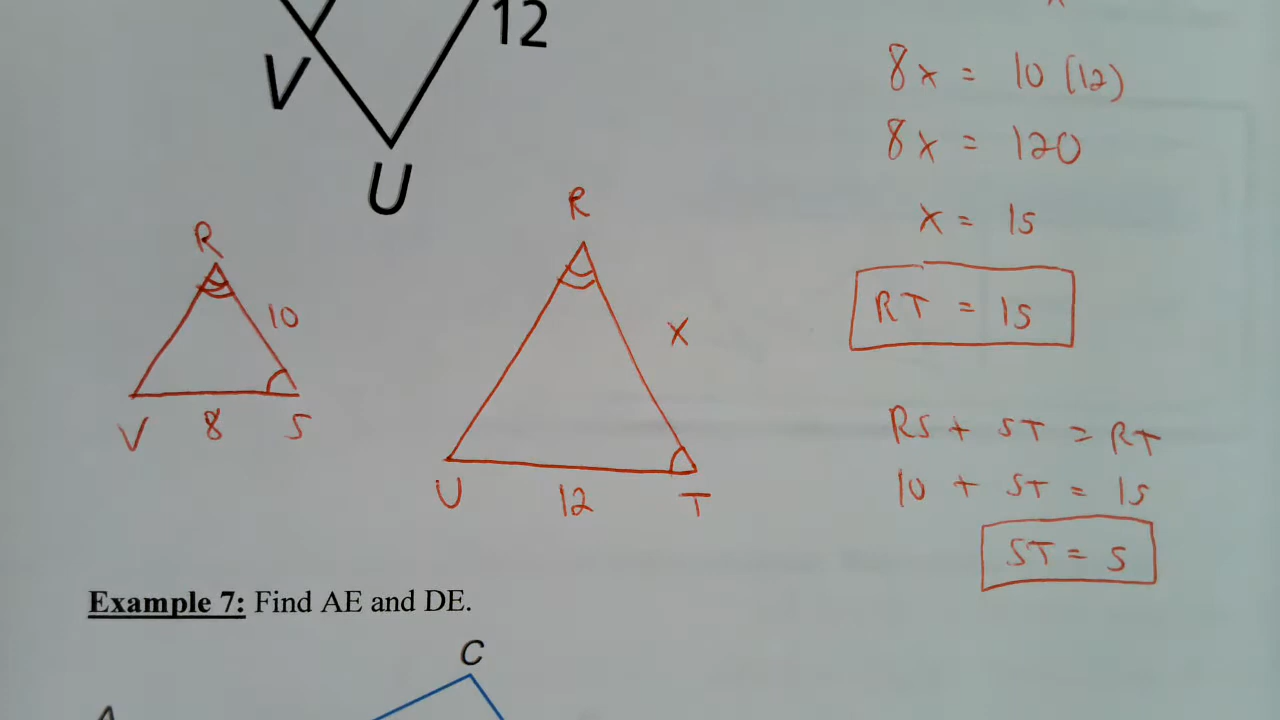 12
V
U
8x = 10 (12)
8x = 120
x = 15
RT = 15
R
10
V 8 S
R
x
U 12 T
RS + ST = RT
10 + ST = 15
ST = 5
Example 7: Find AE and DE.
C
A